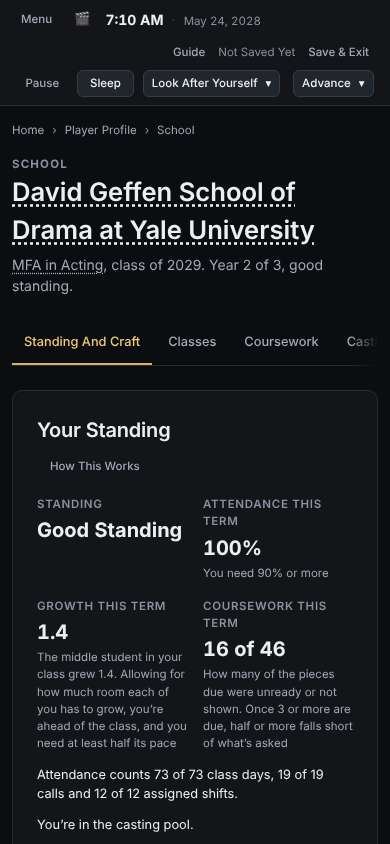 Menu 🎬 7:10 AM · May 24, 2028
Guide Not Saved Yet Save & Exit
Pause Sleep Look After Yourself ▾ Advance ▾
Home › Player Profile › School
SCHOOL
David Geffen School of
Drama at Yale University
MFA in Acting, class of 2029. Year 2 of 3, good
standing.
Standing And Craft Classes Coursework Cast
Your Standing
How This Works
STANDING
Good Standing
ATTENDANCE THIS
TERM
100%
You need 90% or more
GROWTH THIS TERM
1.4
The middle student in your
class grew 1.4. Allowing for
how much room each of
you has to grow, you’re
ahead of the class, and you
need at least half its pace
COURSEWORK THIS
TERM
16 of 46
How many of the pieces
due were unready or not
shown. Once 3 or more are
due, half or more falls short
of what’s asked
Attendance counts 73 of 73 class days, 19 of 19
calls and 12 of 12 assigned shifts.
You’re in the casting pool.